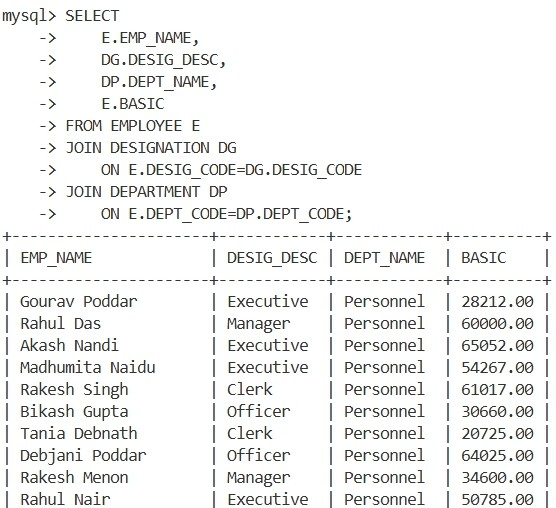 mysql> SELECT
    ->     E.EMP_NAME,
    ->     DG.DESIG_DESC,
    ->     DP.DEPT_NAME,
    ->     E.BASIC
    -> FROM EMPLOYEE E
    -> JOIN DESIGNATION DG
    ->     ON E.DESIG_CODE=DG.DESIG_CODE
    -> JOIN DEPARTMENT DP
    ->     ON E.DEPT_CODE=DP.DEPT_CODE;
+----------------------+------------+------------+----------+
| EMP_NAME             | DESIG_DESC | DEPT_NAME  | BASIC    |
+----------------------+------------+------------+----------+
| Gourav Poddar        | Executive  | Personnel  | 28212.00 |
| Rahul Das            | Manager    | Personnel  | 60000.00 |
| Akash Nandi          | Executive  | Personnel  | 65052.00 |
| Madhumita Naidu      | Executive  | Personnel  | 54267.00 |
| Rakesh Singh         | Clerk      | Personnel  | 61017.00 |
| Bikash Gupta         | Officer    | Personnel  | 30660.00 |
| Tania Debnath        | Clerk      | Personnel  | 20725.00 |
| Debjani Poddar       | Officer    | Personnel  | 64025.00 |
| Rakesh Menon         | Manager    | Personnel  | 34600.00 |
| Rahul Nair           | Executive  | Personnel  | 50785.00 |